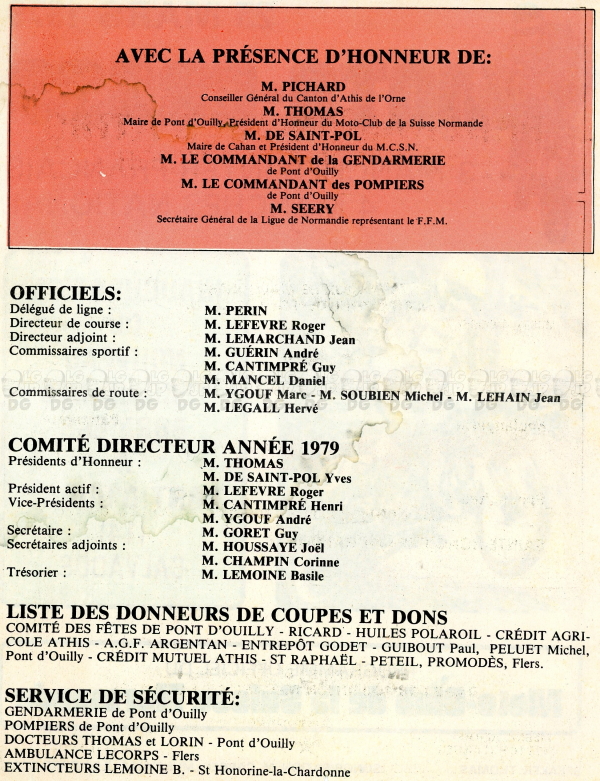 AVEC LA PRÉSENCE D'HONNEUR DE:
M. PICHARD
Conseiller Général du Canton d'Athis de l'Orne
M. THOMAS
Maire de Pont d'Ouilly, Président d'Honneur du Moto-Club de la Suisse Normande
M. DE SAINT-POL
Maire de Cahan et Président d'Honneur du M.C.S.N.
M. LE COMMANDANT de la GENDARMERIE
de Pont d'Ouilly
M. LE COMMANDANT des POMPIERS
de Pont d'Ouilly
M. SEERY
Secrétaire Général de la Ligue de Normandie représentant le F.F.M.
OFFICIELS:
Délégué de ligne : M. PERIN
Directeur de course : M. LEFEVRE Roger
Directeur adjoint : M. LEMARCHAND Jean
Commissaires sportif : M. GUÉRIN André
M. CANTIMPRÉ Guy
M. MANCEL Daniel
Commissaires de route : M. YGOUF Marc - M. SOUBIEN Michel - M. LEHAIN Jean
M. LEGALL Hervé
COMITÉ DIRECTEUR ANNÉE 1979
Présidents d'Honneur : M. THOMAS
M. DE SAINT-POL Yves
Président actif : M. LEFEVRE Roger
Vice-Présidents : M. CANTIMPRÉ Henri
M. YGOUF André
Secrétaire : M. GORET Guy
Secrétaires adjoints : M. HOUSSAYE Joël
M. CHAMPIN Corinne
Trésorier : M. LEMOINE Basile
LISTE DES DONNEURS DE COUPES ET DONS
COMITÉ DES FÊTES DE PONT D'OUILLY - RICARD - HUILES POLAROIL - CRÉDIT AGRI-
COLE ATHIS - A.G.F. ARGENTAN - ENTREPÔT GODET - GUIBOUT Paul, PELUET Michel,
Pont d'Ouilly - CRÉDIT MUTUEL ATHIS - ST RAPHAËL - PETEIL, PROMODÈS, Flers.
SERVICE DE SÉCURITÉ:
GENDARMERIE de Pont d'Ouilly
POMPIERS de Pont d'Ouilly
DOCTEURS THOMAS et LORIN - Pont d'Ouilly
AMBULANCE LECORPS - Flers
EXTINCTEURS LEMOINE B. - St Honorine-la-Chardonne